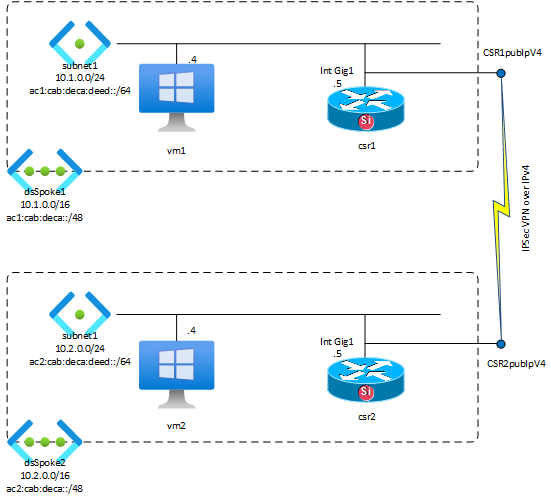 CSR1pubIpV4
subnet1
10.1.0.0/24
ac1:cab:deca:deed::/64
.4
Int Gig1
.5
Si
vm1
csr1
dsSpoke1
10.1.0.0/16
ac1:cab:deca::/48
IPSec VPN over IPv4
subnet1
10.2.0.0/24
ac2:cab:deca:deed::/64
.4
Int Gig1
.5
CSR2pubIpV4
Si
vm2
csr2
dsSpoke2
10.2.0.0/16
ac2:cab:deca::/48